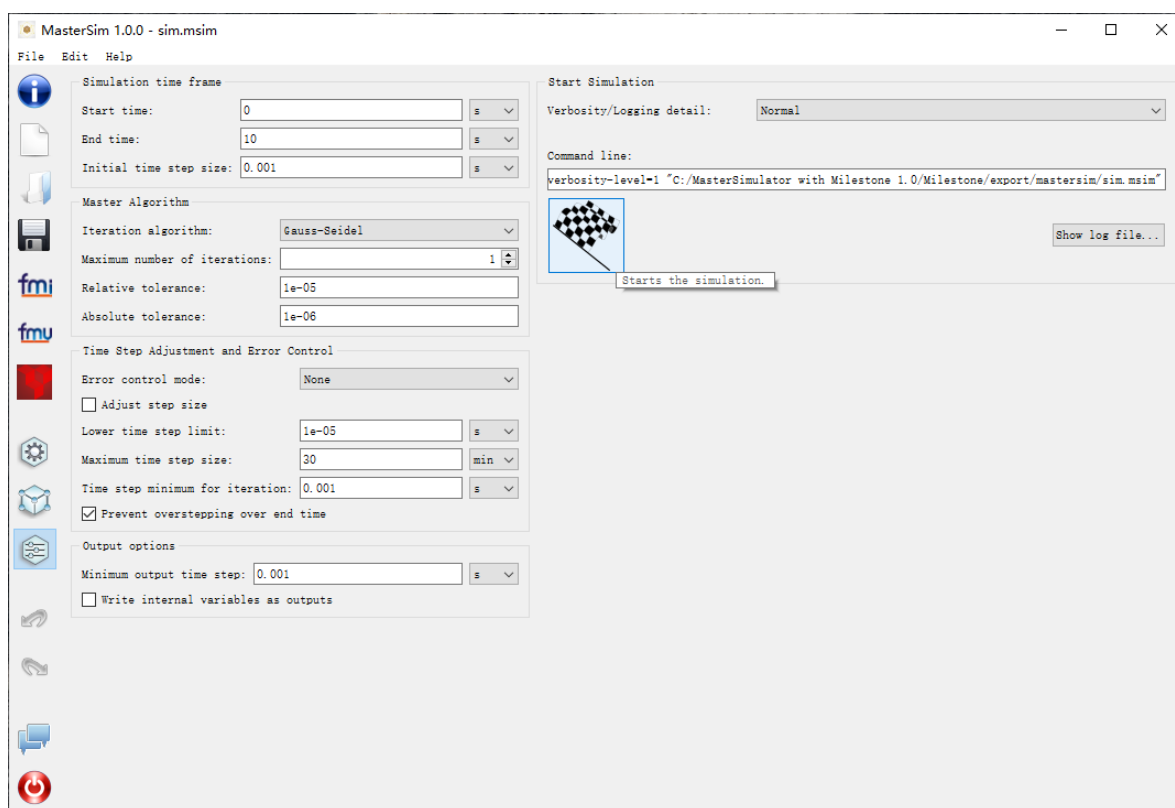 MasterSim 1.0.0 - sim.msim
File Edit Help
Simulation time frame
Start time: 0 s
End time: 10 s
Initial time step size: 0.001 s
Master Algorithm
Iteration algorithm: Gauss-Seidel
Maximum number of iterations: 1
Relative tolerance: 1e-05
Absolute tolerance: 1e-06
Time Step Adjustment and Error Control
Error control mode: None
Adjust step size
Lower time step limit: 1e-05 s
Maximum time step size: 30 min
Time step minimum for iteration: 0.001 s
Prevent overstepping over end time
Output options
Minimum output time step: 0.001 s
Write internal variables as outputs
Start Simulation
Verbosity/Logging detail: Normal
Command line:
verbosity-level=1 "C:/MasterSimulator with Milestone 1.0/Milestone/export/mastersim/sim.msim"
Show log file...
Starts the simulation.
fmi
fmu